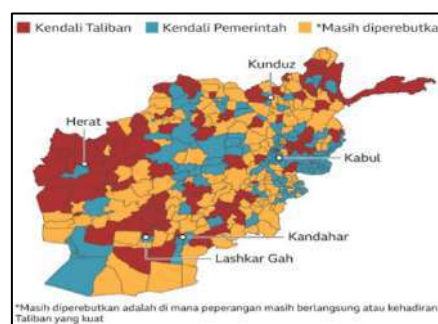 Kendali Taliban Kendali Pemerintah *Masih diperebutka
Kunduz
Herat
Kabul
Kandahar
Lashkar Gah
*Masih diperebutkan adalah di mana peperangan masih berlangsung atau kehadiran
Taliban yang kuat